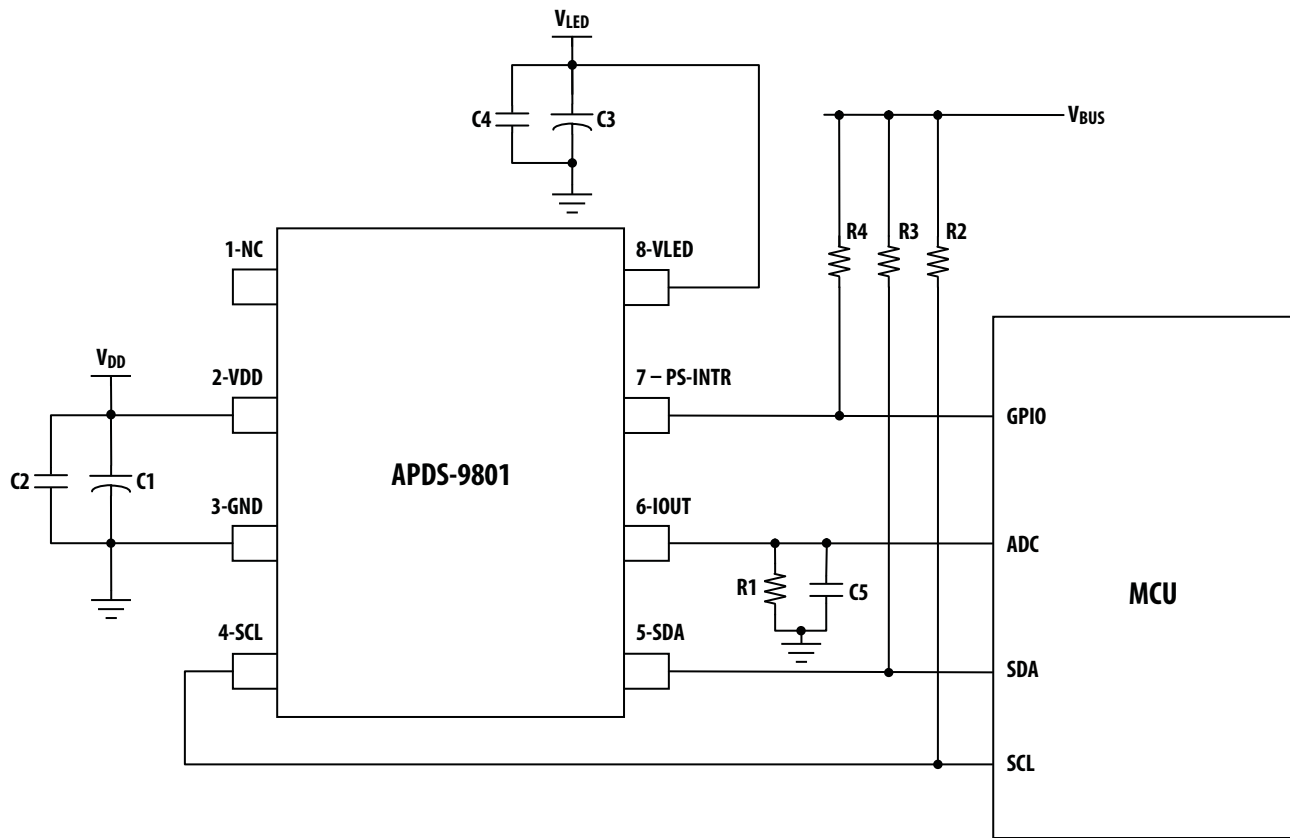 VLED
C4
C3
VBUS
R4
R3
R2
1-NC
8-VLED
VDD
2-VDD
7 – PS-INTR
GPIO
C2
C1
APDS-9801
3-GND
6-IOUT
ADC
R1
C5
MCU
4-SCL
5-SDA
SDA
SCL